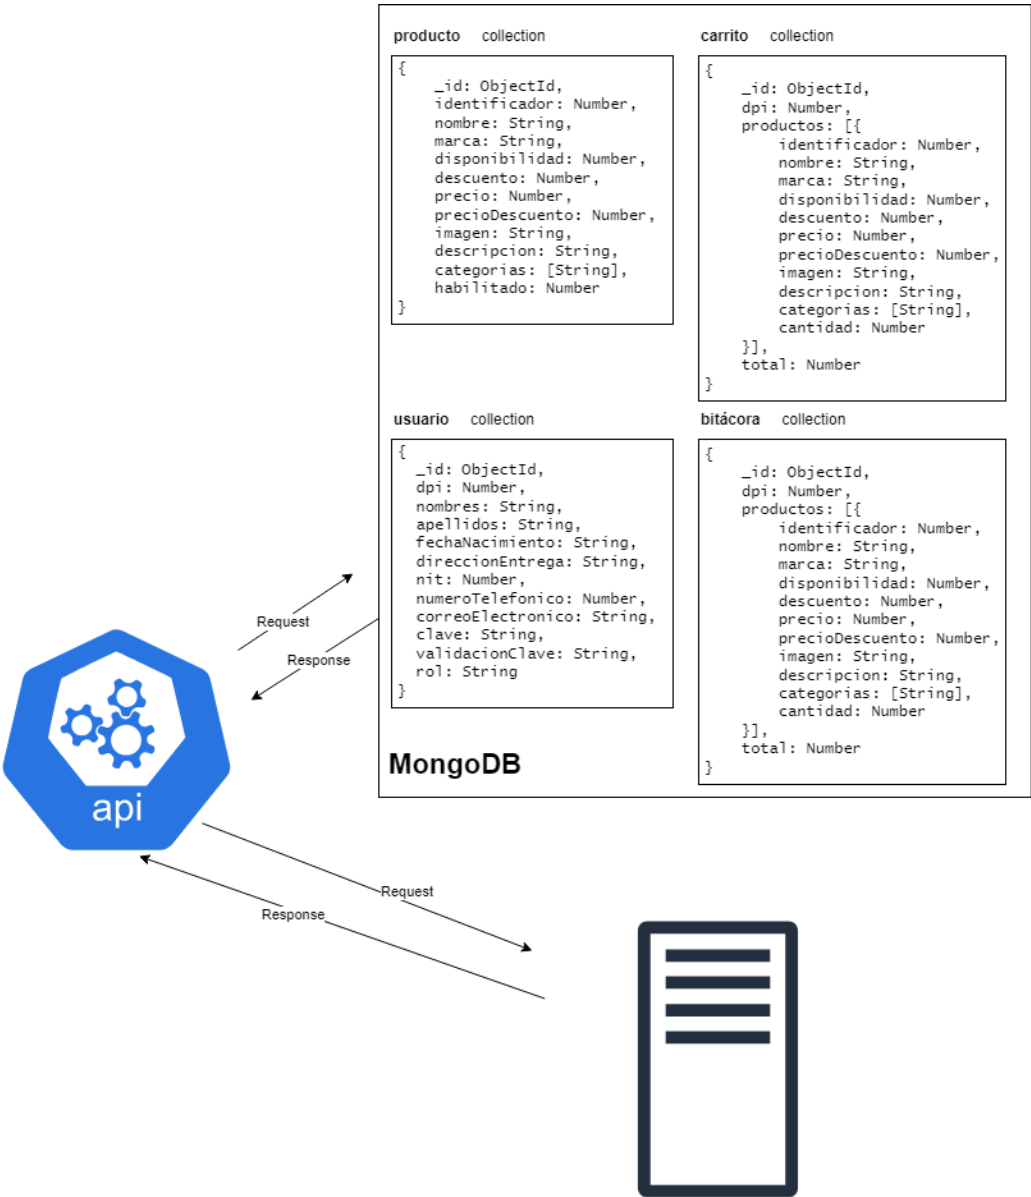 producto collection
{
_id: ObjectId,
identificador: Number,
nombre: String,
marca: String,
disponibilidad: Number,
descuento: Number,
precio: Number,
precioDescuento: Number,
imagen: String,
descripcion: String,
categorias: [String],
habilitado: Number
}
carrito collection
{
_id: ObjectId,
dpi: Number,
productos: [{
identificador: Number,
nombre: String,
marca: String,
disponibilidad: Number,
descuento: Number,
precio: Number,
precioDescuento: Number,
imagen: String,
descripcion: String,
categorias: [String],
cantidad: Number
}],
total: Number
}
usuario collection
{
_id: ObjectId,
dpi: Number,
nombres: String,
apellidos: String,
fechaNacimiento: String,
direccionEntrega: String,
nit: Number,
numeroTelefonico: Number,
correoElectronico: String,
clave: String,
validacionClave: String,
rol: String
}
bitácora collection
{
_id: ObjectId,
dpi: Number,
productos: [{
identificador: Number,
nombre: String,
marca: String,
disponibilidad: Number,
descuento: Number,
precio: Number,
precioDescuento: Number,
imagen: String,
descripcion: String,
categorias: [String],
cantidad: Number
}],
total: Number
}
MongoDB
Request
Response
api
Request
Response